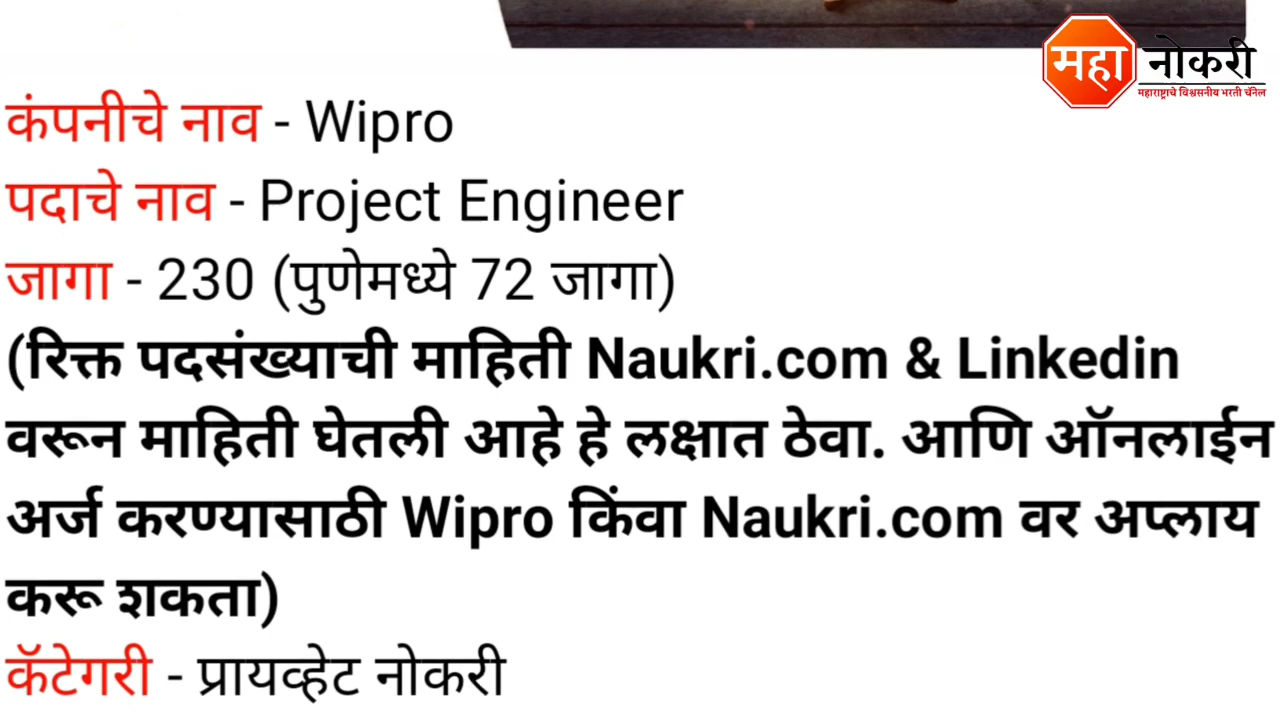 महा नोकरी
महाराष्ट्राचे विश्वसनीय भरती चॅनेल
कंपनीचे नाव - Wipro
पदाचे नाव - Project Engineer
जागा - 230 (पुणेमध्ये 72 जागा)
(रिक्त पदसंख्याची माहिती Naukri.com & Linkedin
वरून माहिती घेतली आहे हे लक्षात ठेवा. आणि ऑनलाईन
अर्ज करण्यासाठी Wipro किंवा Naukri.com वर अप्लाय
करू शकता)
कॅटेगरी - प्रायव्हेट नोकरी